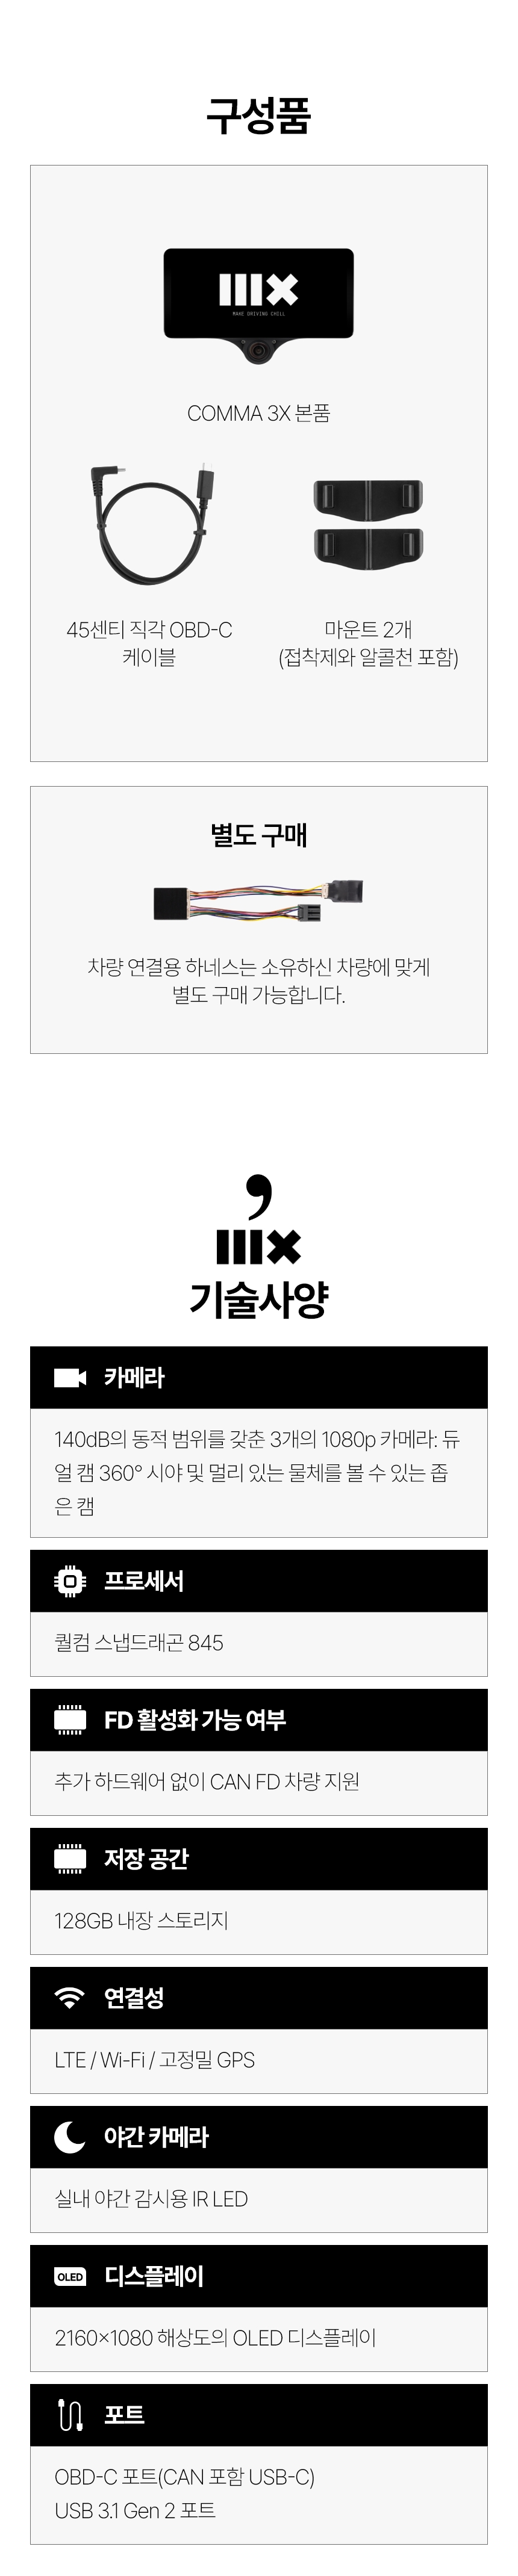 구성품
IIIX
MAKE DRIVING CHILL
COMMA 3X 본품
45센티 직각 OBD-C
케이블
마운트 2개
(접착제와 알콜천 포함)
별도 구매
차량 연결용 하네스는 소유하신 차량에 맞게
별도 구매 가능합니다.
,
IIIX
기술사양
카메라
140dB의 동적 범위를 갖춘 3개의 1080p 카메라: 듀
얼 캠 360° 시야 및 멀리 있는 물체를 볼 수 있는 좁
은 캠
프로세서
퀄컴 스냅드래곤 845
FD 활성화 가능 여부
추가 하드웨어 없이 CAN FD 차량 지원
저장 공간
128GB 내장 스토리지
연결성
LTE / Wi-Fi / 고정밀 GPS
야간 카메라
실내 야간 감시용 IR LED
OLED 디스플레이
2160×1080 해상도의 OLED 디스플레이
포트
OBD-C 포트(CAN 포함 USB-C)
USB 3.1 Gen 2 포트